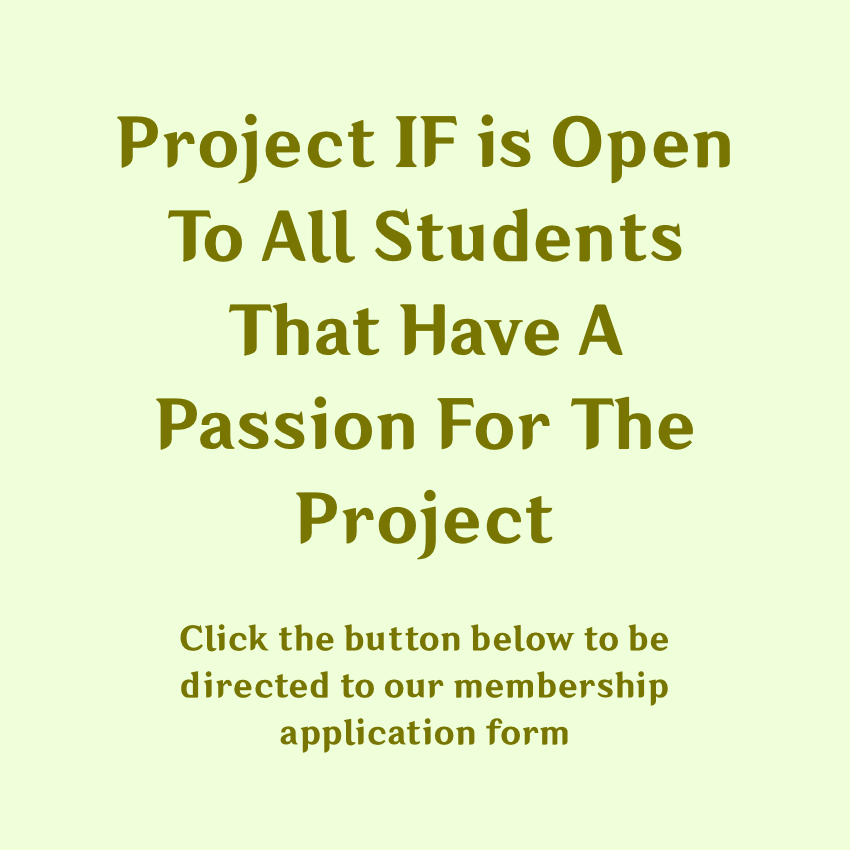 Project IF is Open
To All Students
That Have A
Passion For The
Project
Click the button below to be
directed to our membership
application form